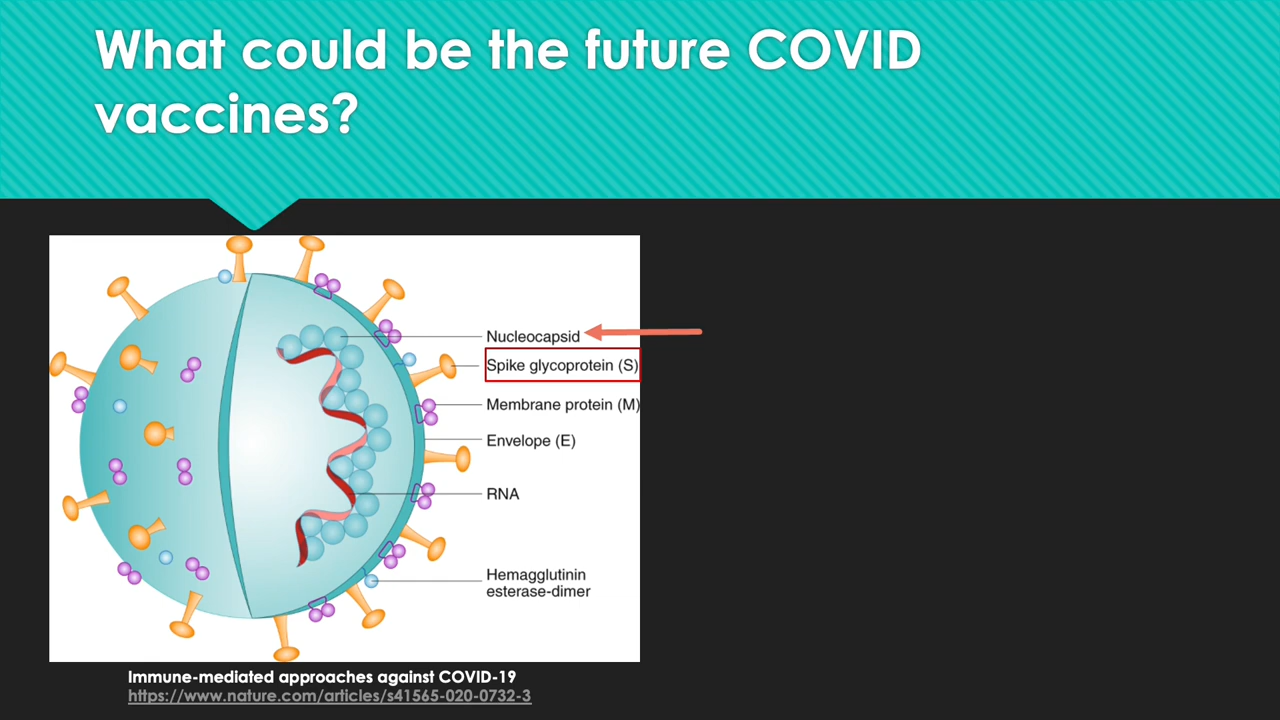 What could be the future COVID
vaccines?
Nucleocapsid
Spike glycoprotein (S)
Membrane protein (M)
Envelope (E)
RNA
Hemagglutinin
esterase-dimer
Immune-mediated approaches against COVID-19
https://www.nature.com/articles/s41565-020-0732-3